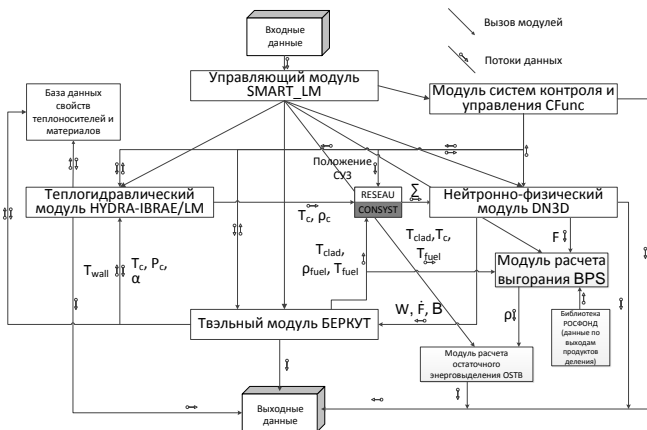 Входные
данные
Вызов модулей
Потоки данных
Управляющий модуль
SMART_LM
База данных
свойств
теплоносителей и
материалов
Модуль систем контроля и
управления CFunc
Положение
СУЗ
Теплогидравлический
модуль HYDRA-IBRAE/LM
RESEAU
CONSYST
Σ
Нейтронно-физический
модуль DN3D
Tc, ρc
F
Tclad, Tc,
Tfuel
Tclad,
ρfuel, Tfuel
Модуль расчета
выгорания BPS
Twall
Tc, Pc,
α
W, Ḟ, B
ρ
Твэльный модуль БЕРКУТ
Библиотека
РОСФОНД
(данные по
выходам
продуктов
деления)
Модуль расчета
остаточного
энерговыделения OSTB
Выходные
данные